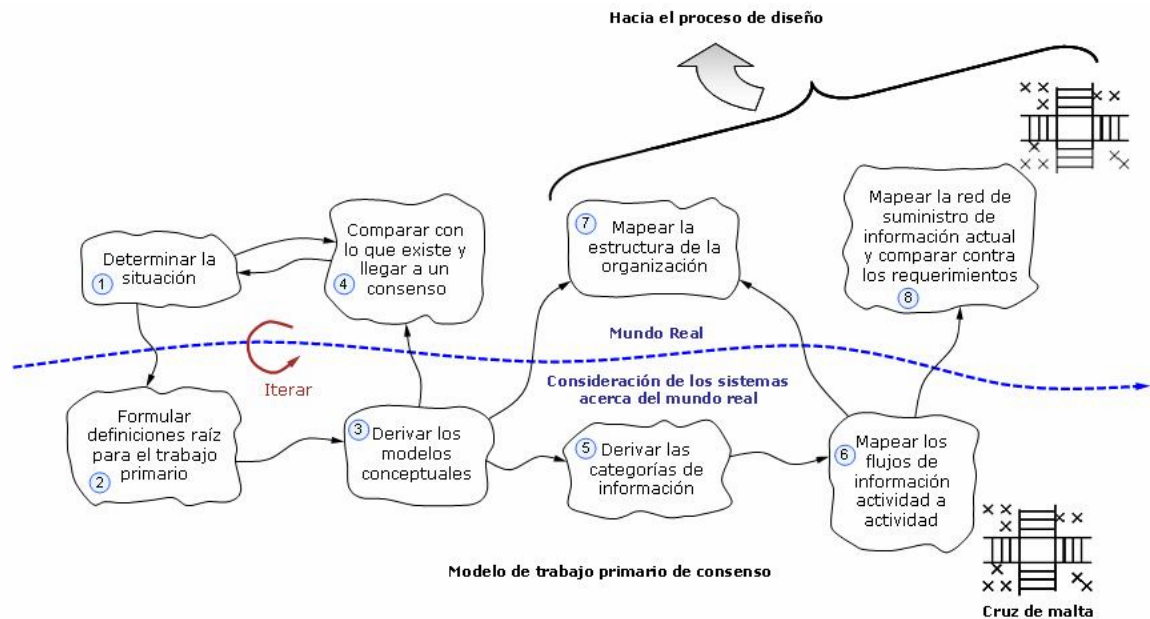 Hacia el proceso de diseño
1
Determinar la
situación
Comparar con
lo que existe y
llegar a un
consenso
4
7
Mapear la
estructura de la
organización
Mapear la red de
suministro de
información actual
y comparar contra
los requerimientos
8
Mundo Real
Iterar
Consideración de los sistemas
acerca del mundo real
Formular
definiciones raíz
para el trabajo
primario
2
3
Derivar los
modelos
conceptuales
5
Derivar las
categorías de
información
6
Mapear los
flujos de
información
actividad a
actividad
Modelo de trabajo primario de consenso
Cruz de malta